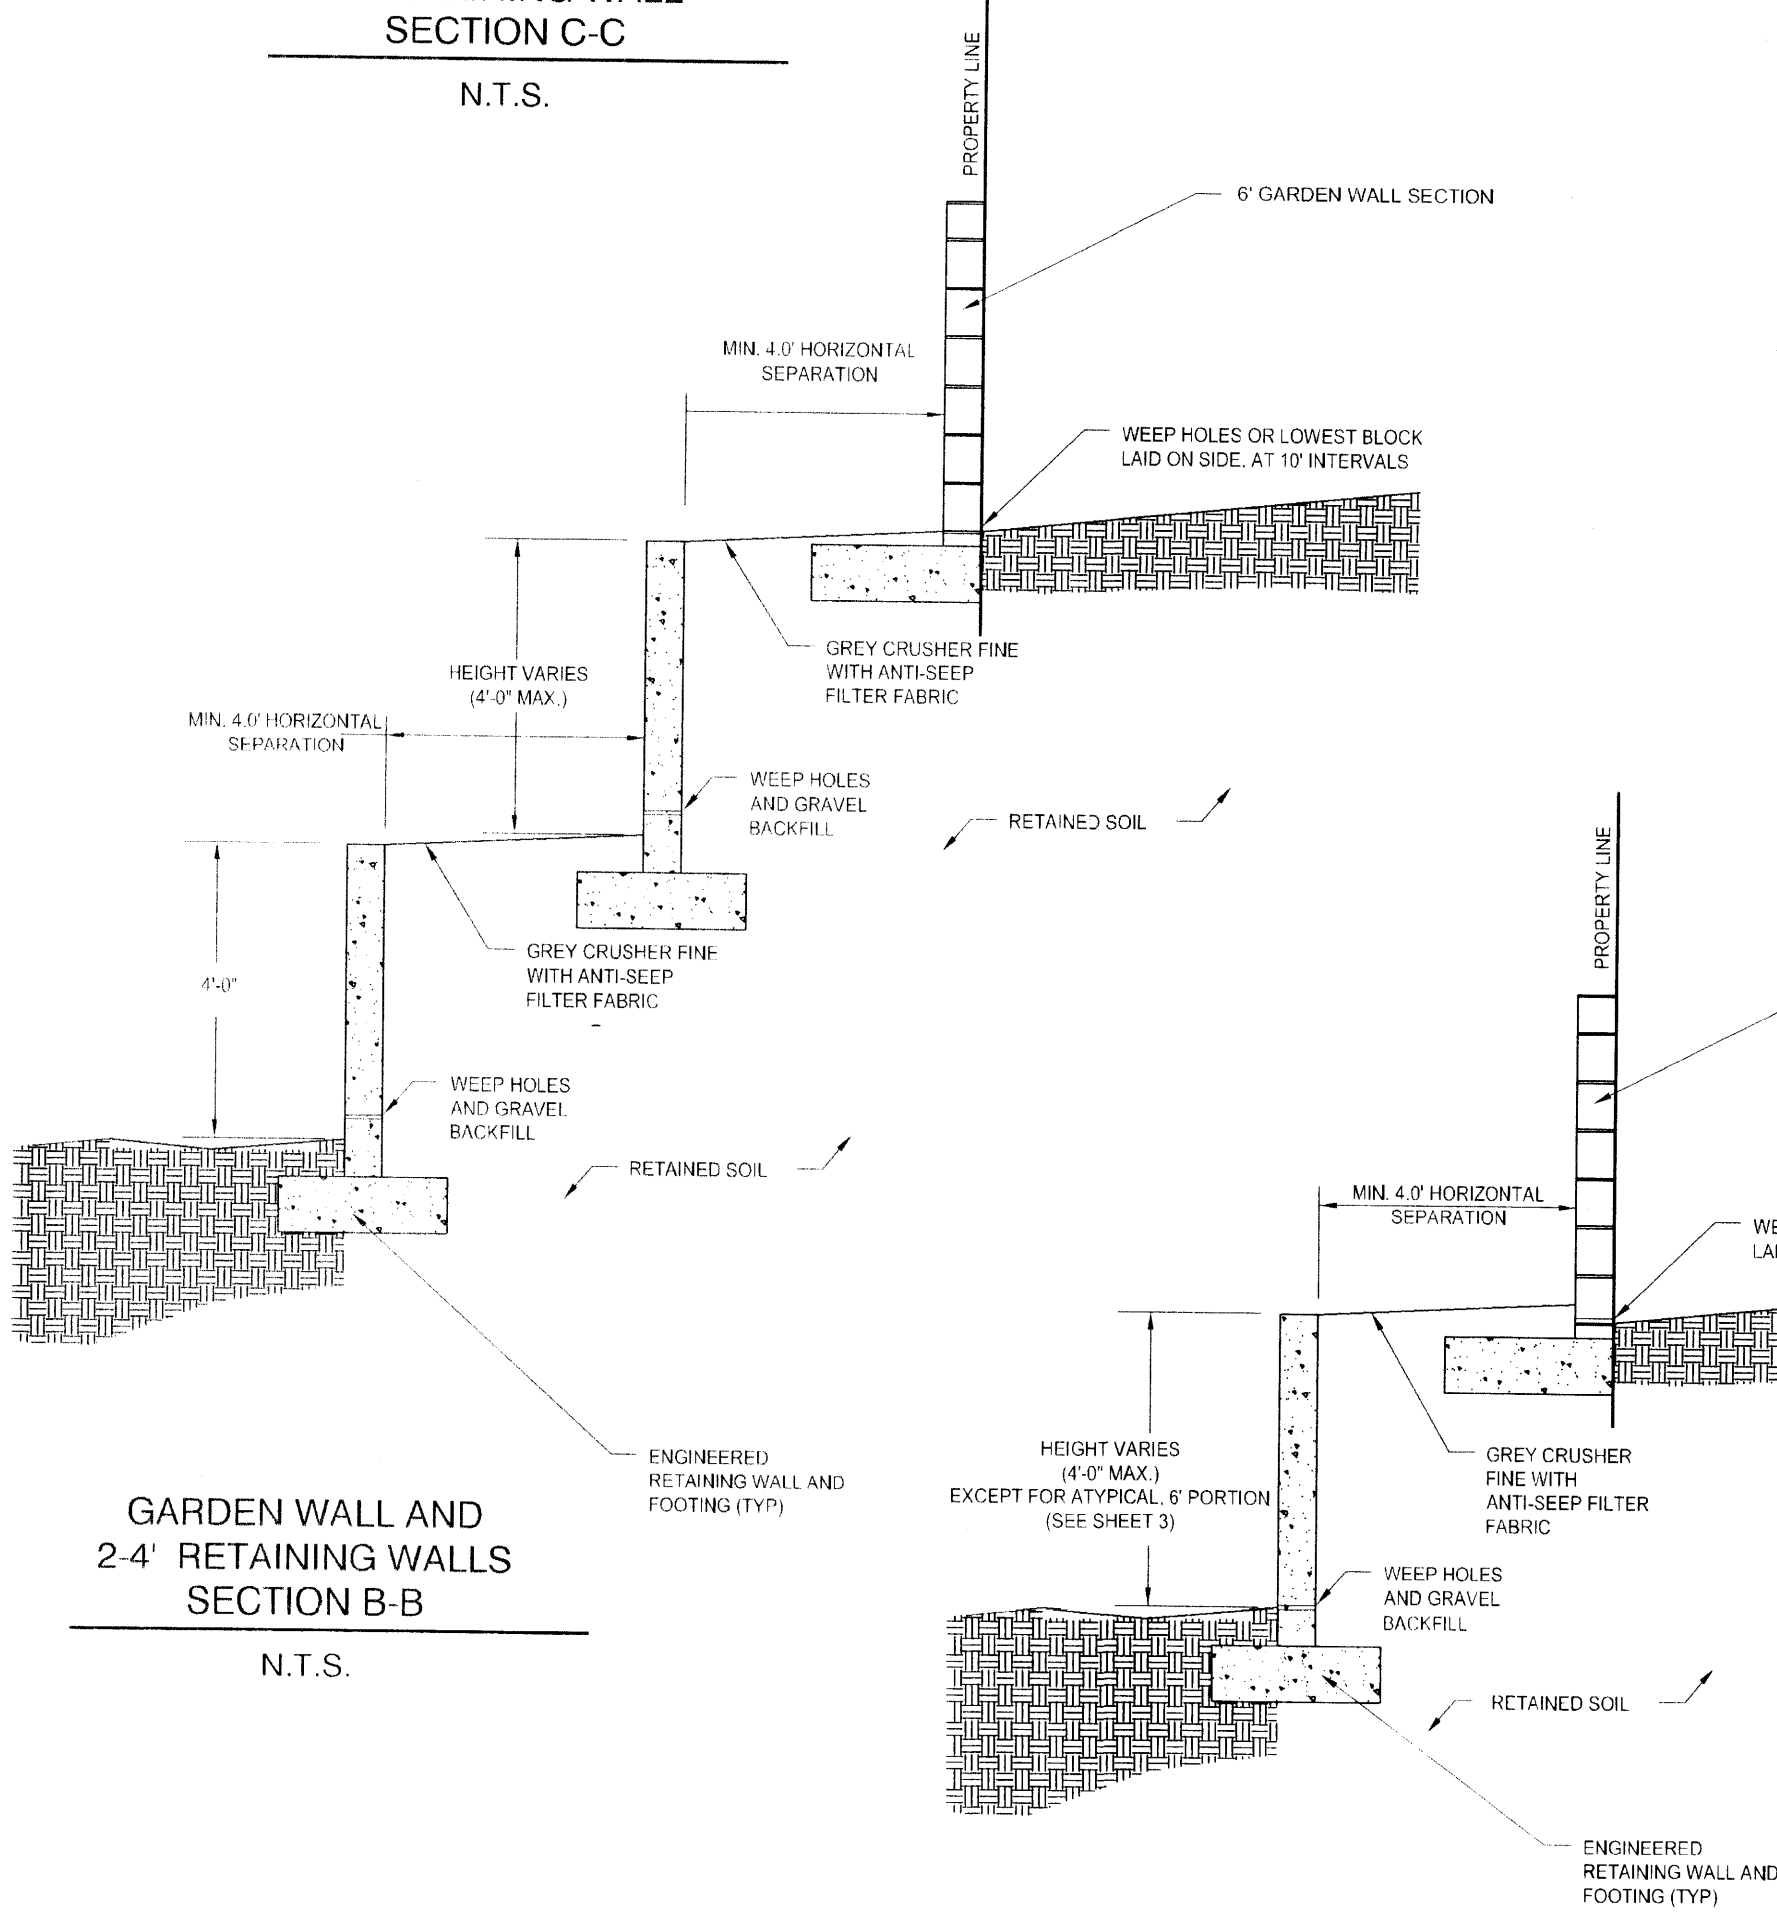 SECTION C-C
N.T.S.
PROPERTY LINE
6' GARDEN WALL SECTION
MIN. 4.0' HORIZONTAL
SEPARATION
WEEP HOLES OR LOWEST BLOCK
LAID ON SIDE, AT 10' INTERVALS
GREY CRUSHER FINE
WITH ANTI-SEEP
FILTER FABRIC
HEIGHT VARIES
(4'-0" MAX.)
MIN. 4.0' HORIZONTAL
SEPARATION
WEEP HOLES
AND GRAVEL
BACKFILL
RETAINED SOIL
GREY CRUSHER FINE
WITH ANTI-SEEP
FILTER FABRIC
4'-0"
WEEP HOLES
AND GRAVEL
BACKFILL
RETAINED SOIL
ENGINEERED
RETAINING WALL AND
FOOTING (TYP)
GARDEN WALL AND
2-4' RETAINING WALLS
SECTION B-B
N.T.S.
PROPERTY LINE
MIN. 4.0' HORIZONTAL
SEPARATION
HEIGHT VARIES
(4'-0" MAX.)
EXCEPT FOR ATYPICAL, 6' PORTION
(SEE SHEET 3)
GREY CRUSHER
FINE WITH
ANTI-SEEP FILTER
FABRIC
WEEP HOLES
AND GRAVEL
BACKFILL
RETAINED SOIL
ENGINEERED
RETAINING WALL AND
FOOTING (TYP)